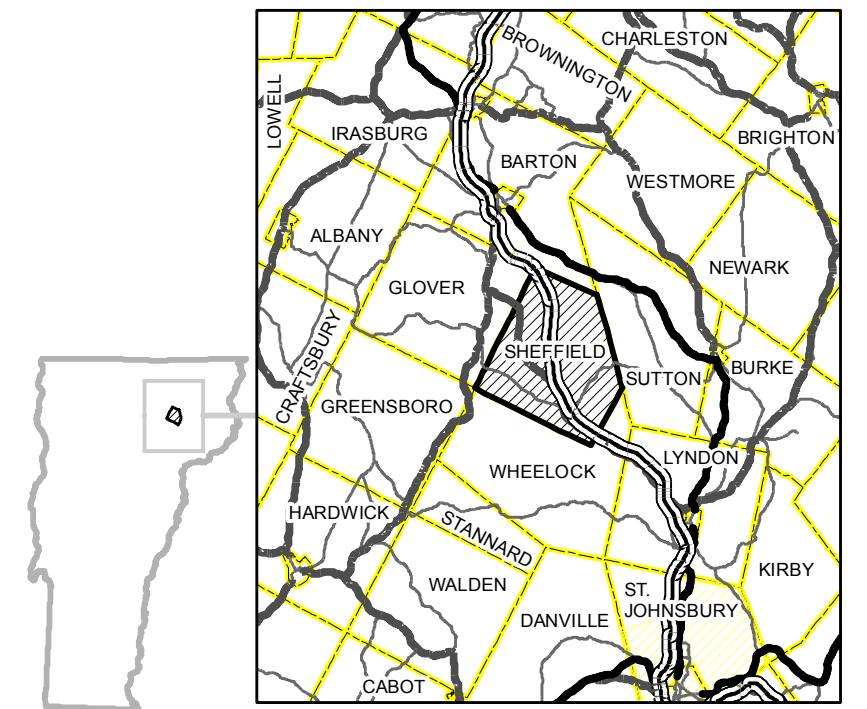 CHARLESTON
BROWNINGTON
LOWELL
IRASBURG
BRIGHTON
BARTON
WESTMORE
ALBANY
NEWARK
GLOVER
CRAFTSBURY
SHEFFIELD
SUTTON
BURKE
GREENSBORO
LYNDON
WHEELOCK
HARDWICK
STANNARD
KIRBY
WALDEN
ST.
JOHNSBURY
DANVILLE
CABOT